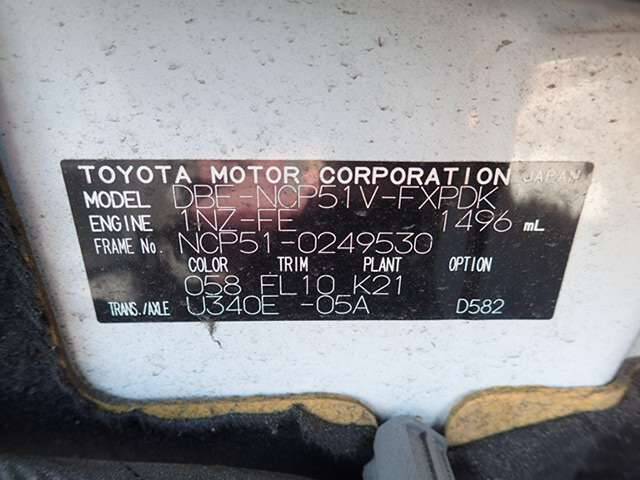 TOYOTA MOTOR CORPORATION JAPAN
MODEL DBE-NCP51V-FXPDK
ENGINE 1NZ-FE 1496 mL
FRAME No. NCP51-0249530
COLOR TRIM PLANT OPTION
058 FL10 K21
TRANS./AXLE U340E -05A D582